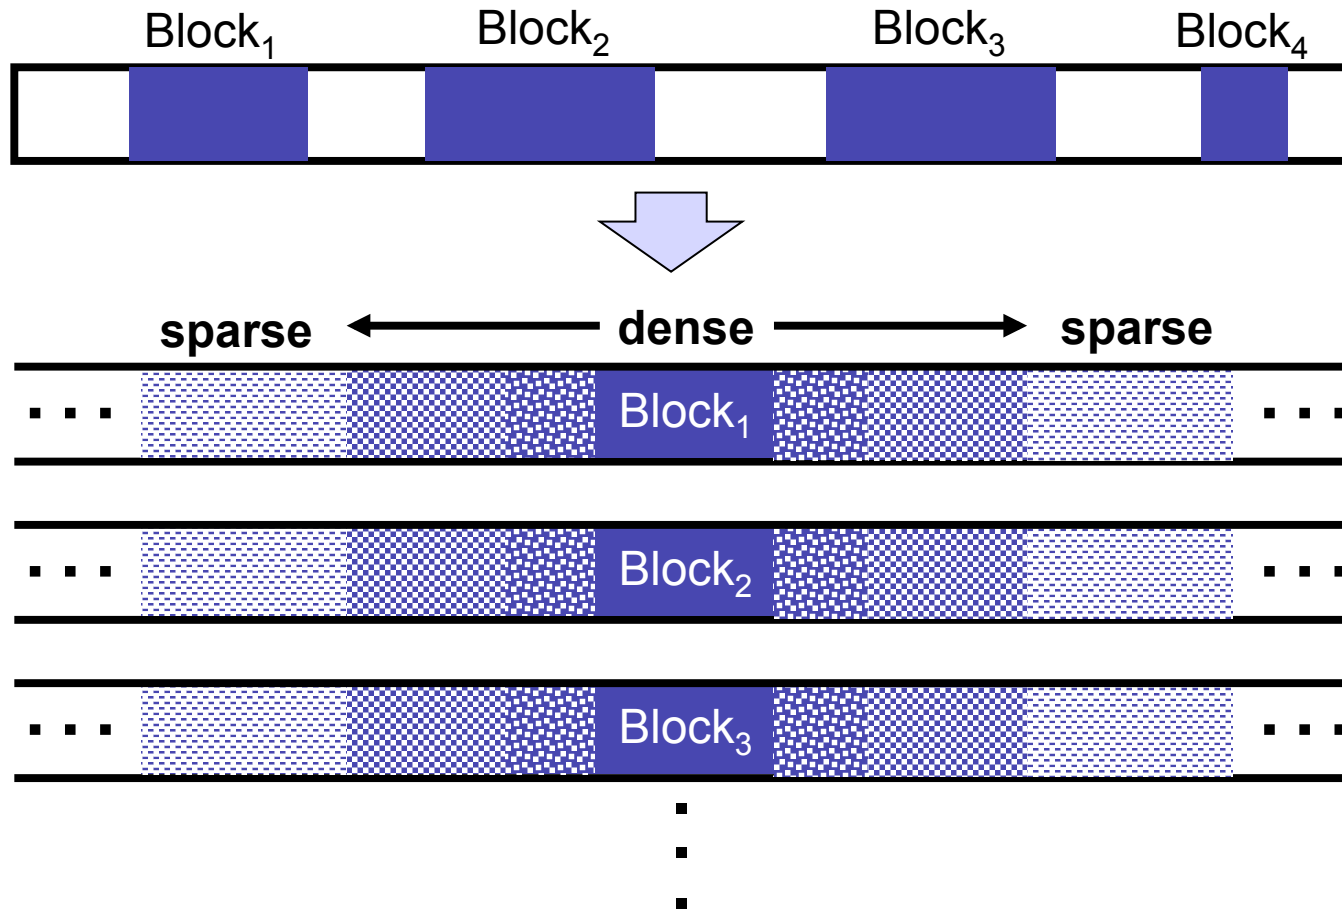 Block₁ Block₂ Block₃ Block₄
sparse dense sparse
. . . Block₁ . . .
. . . Block₂ . . .
. . . Block₃ . . .
.
.
.